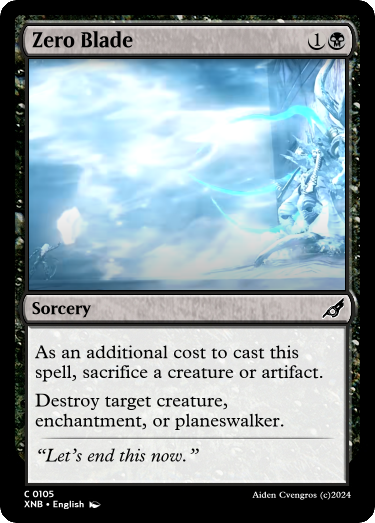 Zero Blade 1
Sorcery
As an additional cost to cast this
spell, sacrifice a creature or artifact.
Destroy target creature,
enchantment, or planeswalker.
“Let’s end this now.”
C 0105
XNB • English
Aiden Cvengros (c)2024